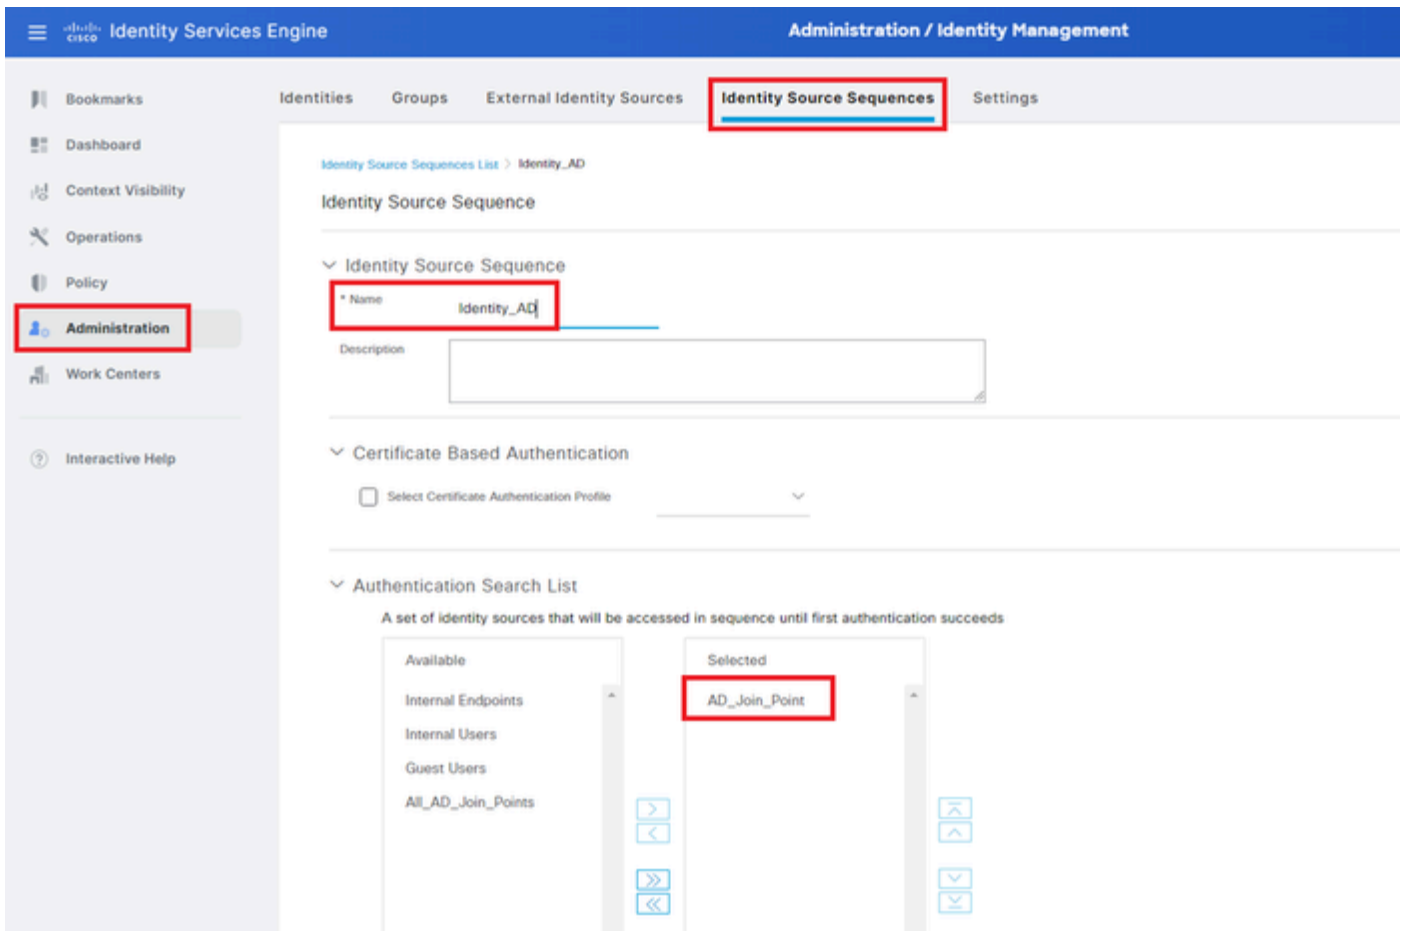 cisco Identity Services Engine
Administration / Identity Management
Bookmarks
Dashboard
Context Visibility
Operations
Policy
Administration
Work Centers
Interactive Help
Identities Groups External Identity Sources Identity Source Sequences Settings
Identity Source Sequences List > Identity_AD
Identity Source Sequence
Identity Source Sequence
* Name Identity_AD
Description
Certificate Based Authentication
Select Certificate Authentication Profile
Authentication Search List
A set of identity sources that will be accessed in sequence until first authentication succeeds
Available
Internal Endpoints
Internal Users
Guest Users
All_AD_Join_Points
Selected
AD_Join_Point